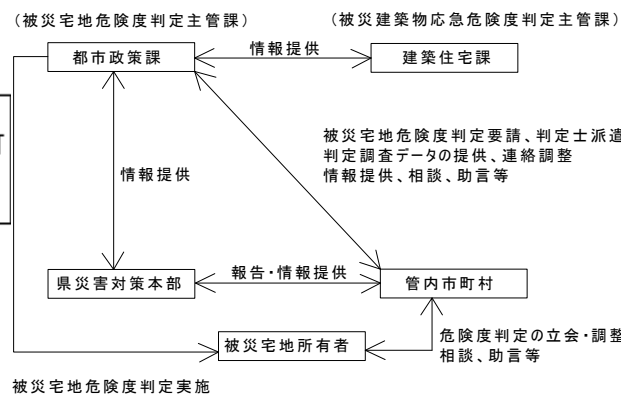 (被災宅地危険度判定主管課)
(被災建築物応急危険度判定主管課)
都市政策課
情報提供
建築住宅課
被災宅地危険度判定要請、判定士派遣
判定調査データの提供、連絡調整
情報提供、相談、助言等
情報提供
県災害対策本部
報告・情報提供
管内市町村
被災宅地所有者
危険度判定の立会・調整
相談、助言等
被災宅地危険度判定実施